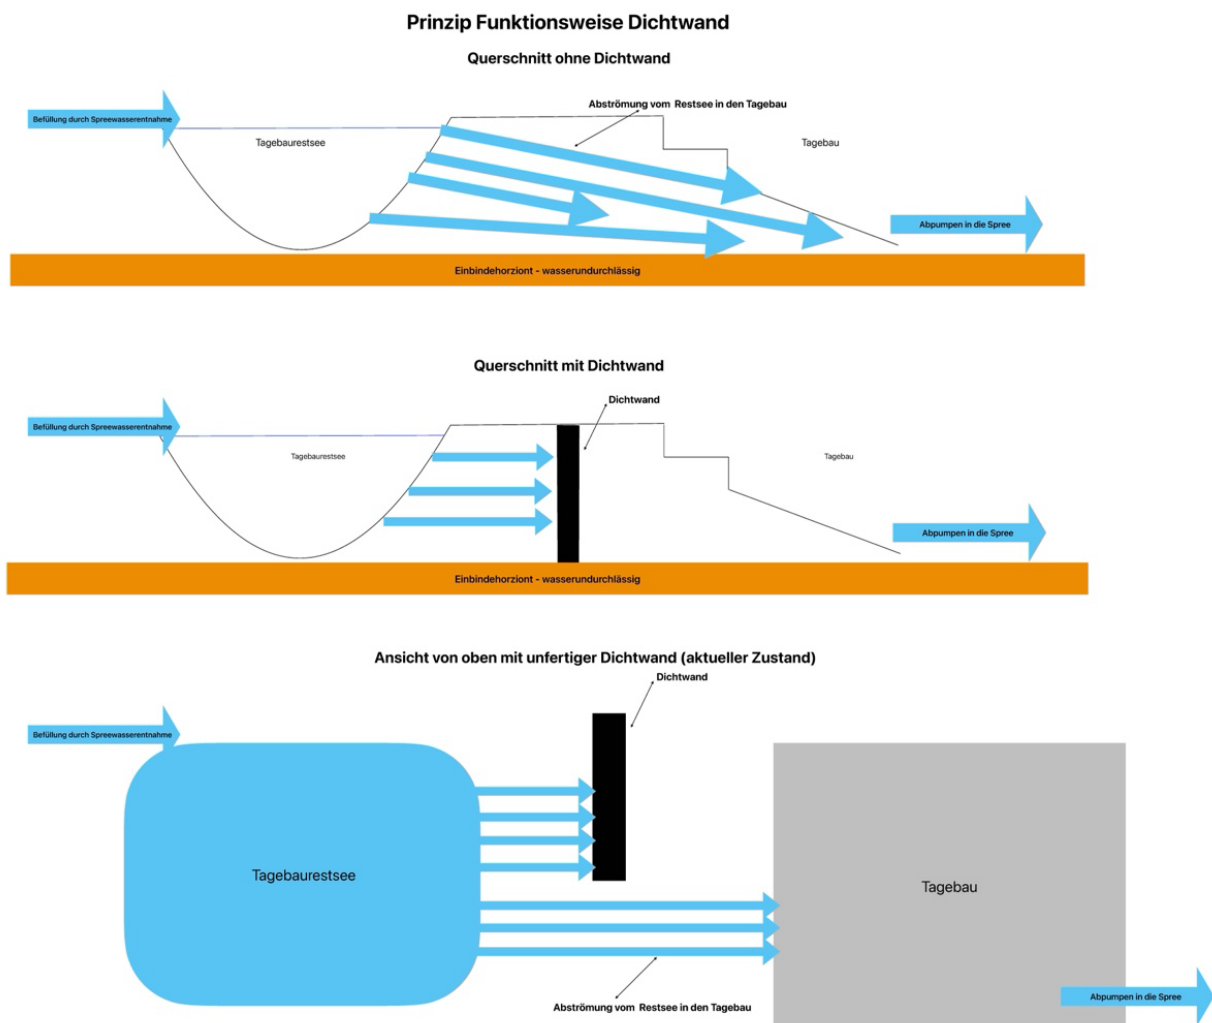 Prinzip Funktionsweise Dichtwand
Querschnitt ohne Dichtwand
Abströmung vom Restsee in den Tagebau
Befüllung durch Spreewasserentnahme
Tagebaurestsee
Tagebau
Abpumpen in die Spree
Einbindehorziont - wasserundurchlässig
Querschnitt mit Dichtwand
Dichtwand
Befüllung durch Spreewasserentnahme
Tagebaurestsee
Tagebau
Abpumpen in die Spree
Einbindehorziont - wasserundurchlässig
Ansicht von oben mit unfertiger Dichtwand (aktueller Zustand)
Dichtwand
Befüllung durch Spreewasserentnahme
Tagebaurestsee
Tagebau
Abpumpen in die Spree
Abströmung vom Restsee in den Tagebau